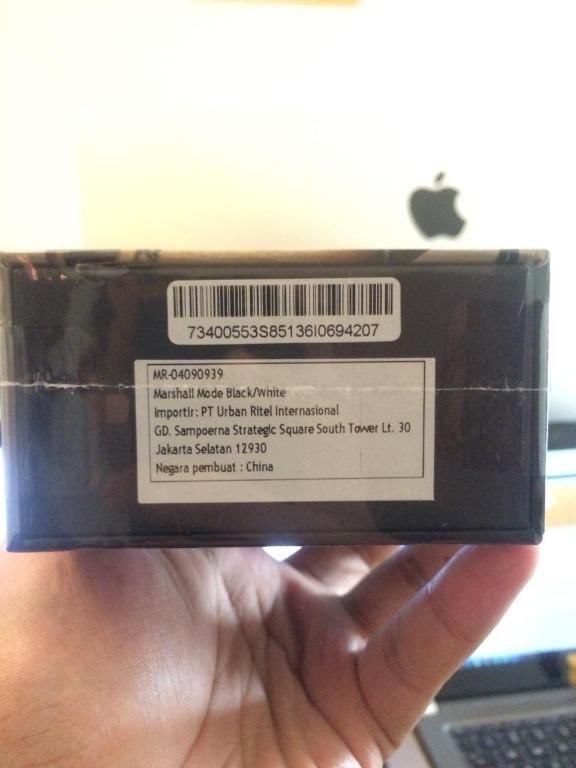 73400553S85136I0694207
MR-04090939
Marshall Mode Black/White
Importir: PT Urban Ritel Internasional
GD. Sampoerna Strategic Square South Tower Lt. 30
Jakarta Selatan 12930
Negara pembuat : China